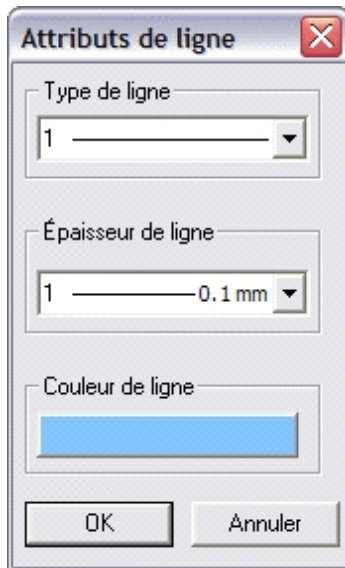 Attributs de ligne
Type de ligne
1
Épaisseur de ligne
1 0.1 mm
Couleur de ligne
OK Annuler